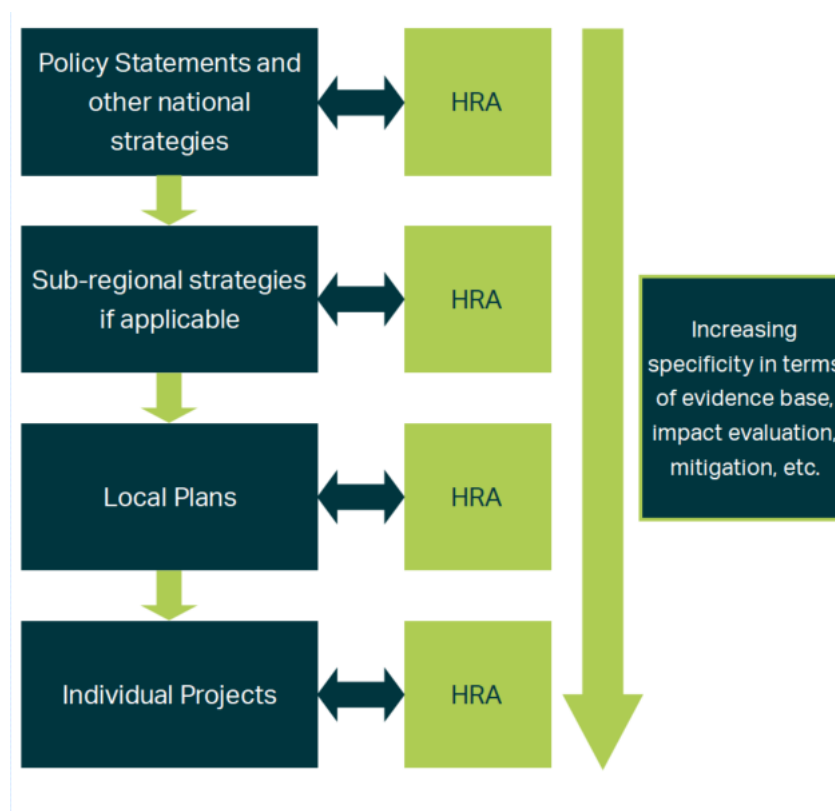 Policy Statements and
other national
strategies
HRA
Sub-regional strategies
if applicable
HRA
Local Plans
HRA
Individual Projects
HRA
Increasing
specificity in terms
of evidence base,
impact evaluation,
mitigation, etc.